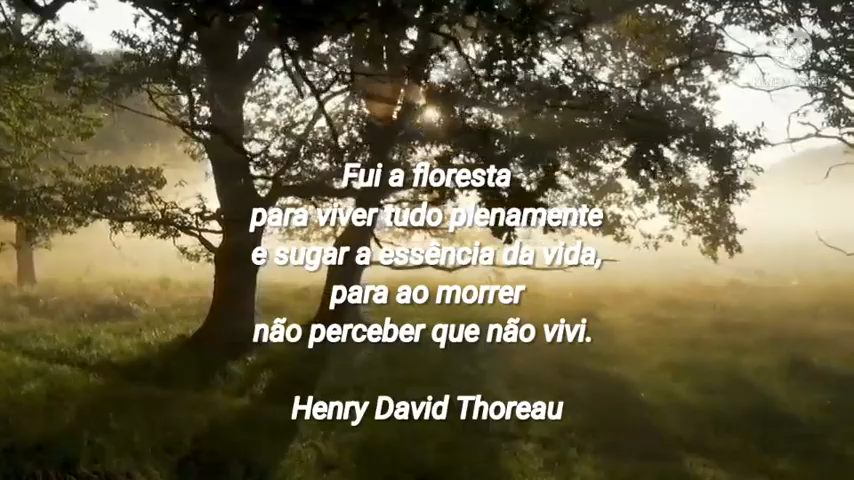 Fui a floresta
para viver tudo plenamente
e sugar a essência da vida,
para ao morrer
não perceber que não vivi.
Henry David Thoreau